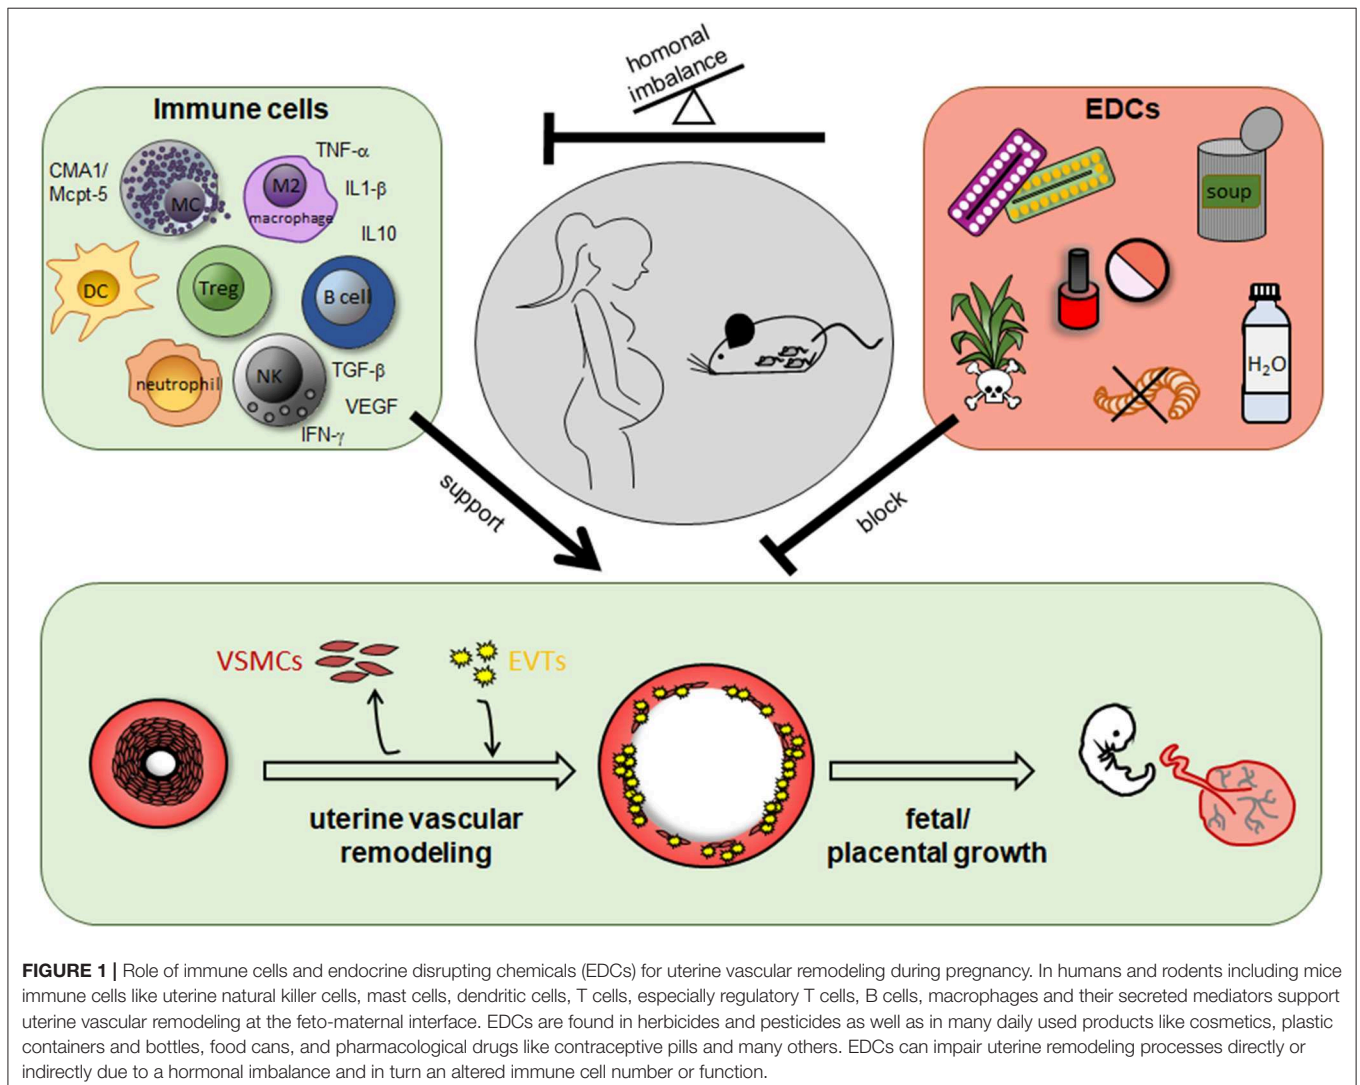 homonal
imbalance
Immune cells
CMA1/
Mcpt-5
MC
M2
macrophage
TNF-α
IL1-β
IL10
DC
Treg
B cell
neutrophil
NK
TGF-β
VEGF
IFN-γ
EDCs
soup
H₂O
support
block
VSMCs
EVTs
uterine vascular
remodeling
fetal/
placental growth
FIGURE 1 | Role of immune cells and endocrine disrupting chemicals (EDCs) for uterine vascular remodeling during pregnancy. In humans and rodents including mice
immune cells like uterine natural killer cells, mast cells, dendritic cells, T cells, especially regulatory T cells, B cells, macrophages and their secreted mediators support
uterine vascular remodeling at the feto-maternal interface. EDCs are found in herbicides and pesticides as well as in many daily used products like cosmetics, plastic
containers and bottles, food cans, and pharmacological drugs like contraceptive pills and many others. EDCs can impair uterine remodeling processes directly or
indirectly due to a hormonal imbalance and in turn an altered immune cell number or function.